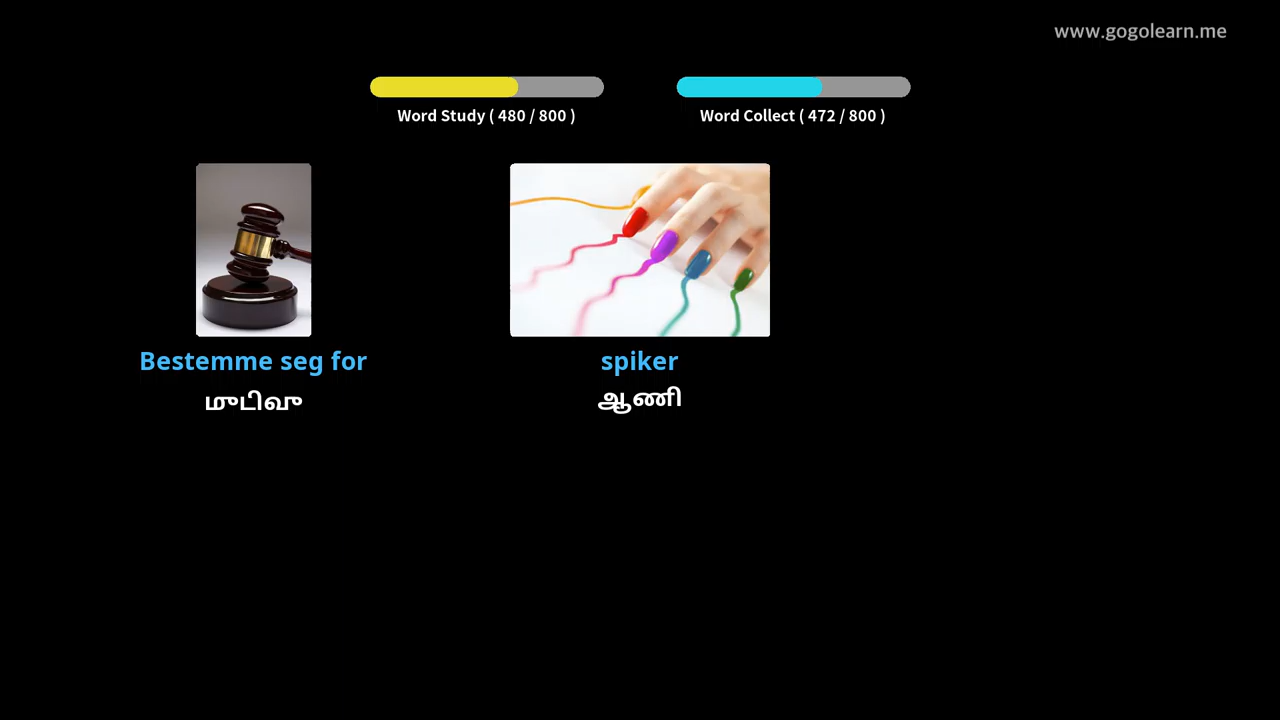 www.gogolearn.me
Word Study ( 480 / 800 )
Word Collect ( 472 / 800 )
Bestemme seg for
முடிவு
spiker
ஆணி